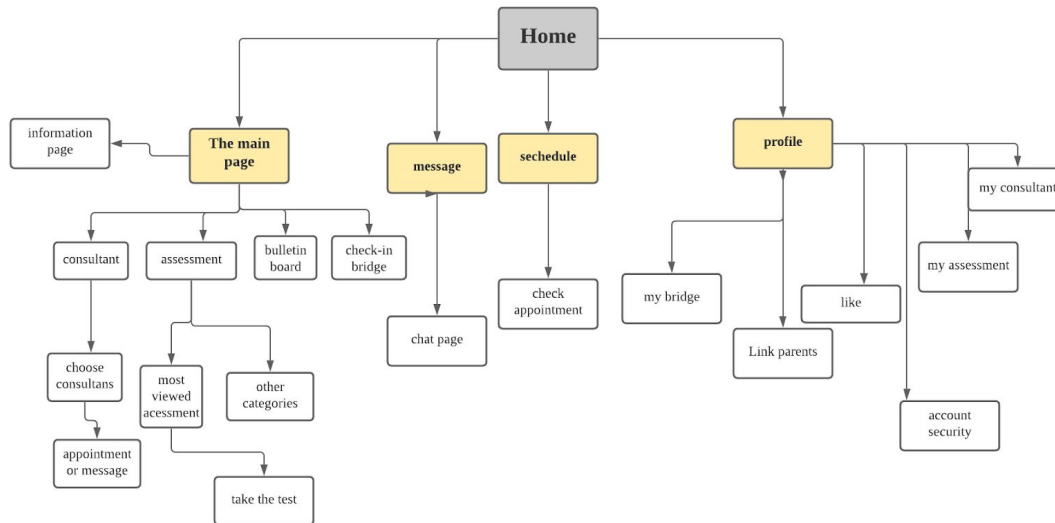 Home
information
page
The main
page
message
sechedule
profile
my consultant
consultant
assessment
bulletin
board
check-in
bridge
my bridge
check
appointment
like
my assessment
chat page
Link parents
choose
consultans
most
viewed
acessment
other
categories
account
security
appointment
or message
take the test